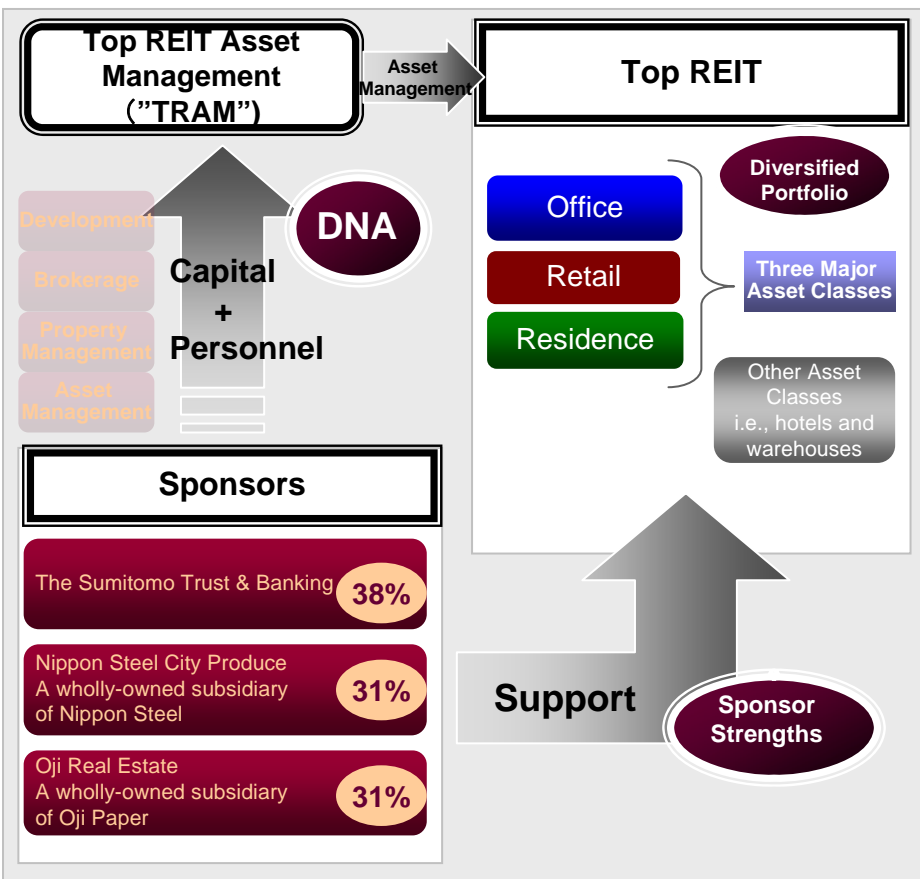 Top REIT Asset
Management
(”TRAM”)
Asset
Management
Top REIT
Development
Brokerage
Property
Management
Asset
Management
DNA
Capital
+
Personnel
Office
Retail
Residence
Diversified
Portfolio
Three Major
Asset Classes
Other Asset
Classes
i.e., hotels and
warehouses
Sponsors
The Sumitomo Trust & Banking
38%
Nippon Steel City Produce
A wholly-owned subsidiary
of Nippon Steel
31%
Oji Real Estate
A wholly-owned subsidiary
of Oji Paper
31%
Support
Sponsor
Strengths